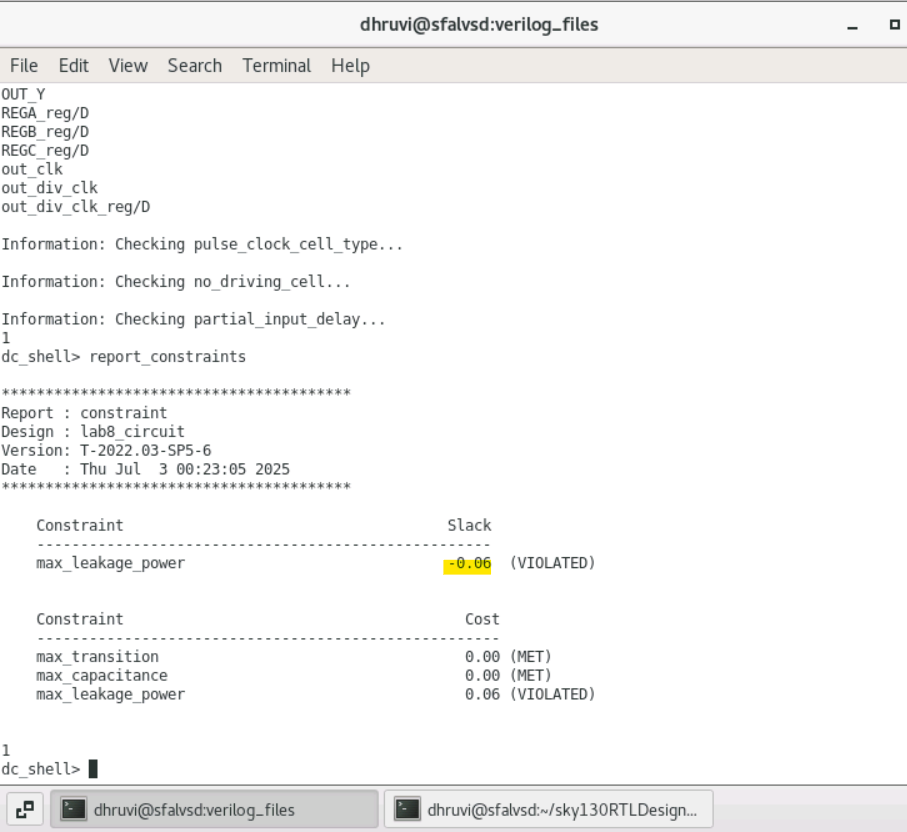 dhruvi@sfalvsd:verilog_files
File Edit View Search Terminal Help
OUT_Y
REGA_reg/D
REGB_reg/D
REGC_reg/D
out_clk
out_div_clk
out_div_clk_reg/D
Information: Checking pulse_clock_cell_type...
Information: Checking no_driving_cell...
Information: Checking partial_input_delay...
1
dc_shell> report_constraints
****************************************
Report : constraint
Design : lab8_circuit
Version: T-2022.03-SP5-6
Date   : Thu Jul  3 00:23:05 2025
****************************************
Constraint Slack
----------------------------------------------------
max_leakage_power -0.06 (VIOLATED)
Constraint Cost
-----------------------------------------------------
max_transition 0.00 (MET)
max_capacitance 0.00 (MET)
max_leakage_power 0.06 (VIOLATED)
1
dc_shell>
dhruvi@sfalvsd:verilog_files dhruvi@sfalvsd:~/sky130RTLDesign...